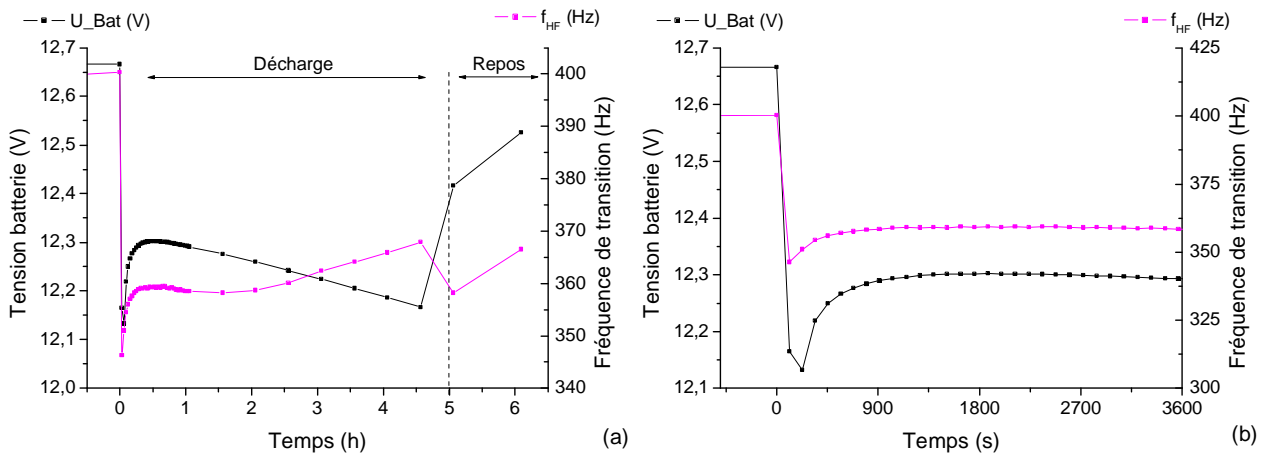 U_Bat (V)
f_HF (Hz)
12,7
12,6
12,5
12,4
12,3
12,2
12,1
12,0
Tension batterie (V)
Décharge
Repos
400
390
380
370
360
350
340
Fréquence de transition (Hz)
0 1 2 3 4 5 6
Temps (h)
(a)
U_Bat (V)
f_HF (Hz)
12,7
12,6
12,5
12,4
12,3
12,2
12,1
Tension batterie (V)
425
400
375
350
325
300
Fréquence de transition (Hz)
0 900 1800 2700 3600
Temps (s)
(b)